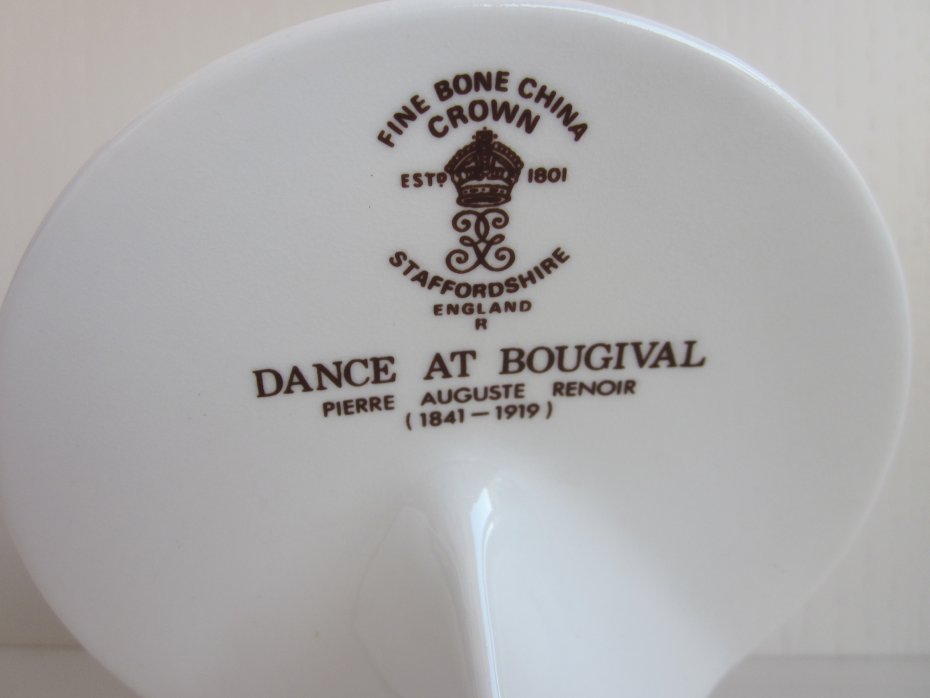 FINE BONE CHINA
CROWN
ESTD 1801
STAFFORDSHIRE
ENGLAND
R
DANCE AT BOUGIVAL
PIERRE AUGUSTE RENOIR
(1841-1919)